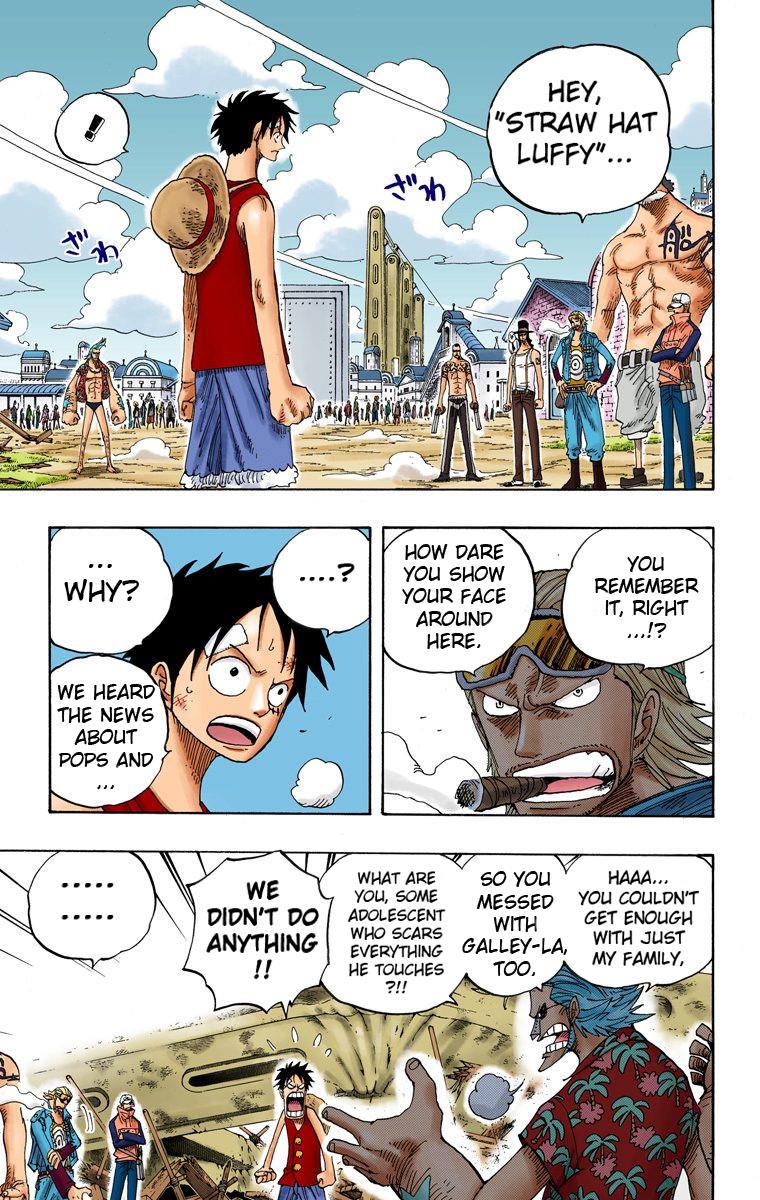 HEY,
"STRAW HAT
LUFFY"...
!
ざわ
ざわ
YOU
REMEMBER
IT, RIGHT
...!?
HOW DARE
YOU SHOW
YOUR FACE
AROUND
HERE.
....?
...
WHY?
WE HEARD
THE NEWS
ABOUT
POPS AND
...
HAAA...
YOU COULDN'T
GET ENOUGH
WITH JUST
MY FAMILY,
SO YOU
MESSED
WITH
GALLEY-LA,
TOO.
WHAT ARE
YOU, SOME
ADOLESCENT
WHO SCARS
EVERYTHING
HE TOUCHES
?!!
WE
DIDN'T DO
ANYTHING
!!
.....
.....